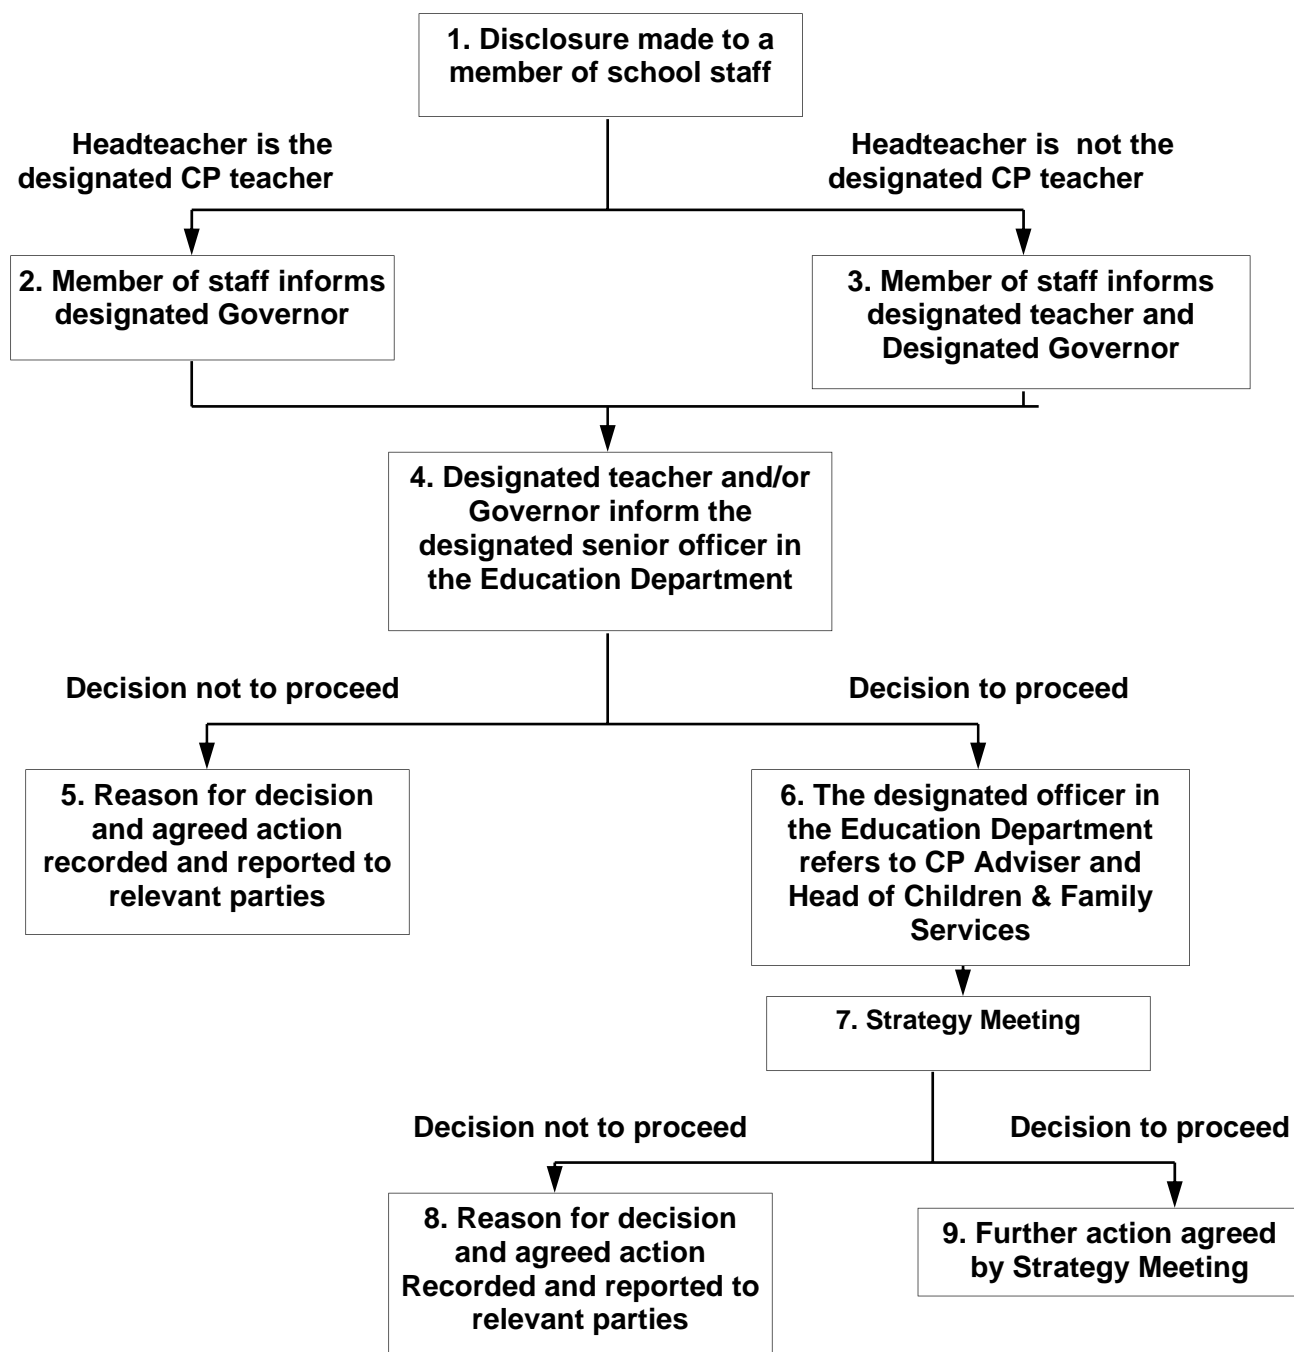 1. Disclosure made to a
member of school staff
Headteacher is the
designated CP teacher
Headteacher is  not the
designated CP teacher
2. Member of staff informs
designated Governor
3. Member of staff informs
designated teacher and
Designated Governor
4. Designated teacher and/or
Governor inform the
designated senior officer in
the Education Department
Decision not to proceed
Decision to proceed
5. Reason for decision
and agreed action
recorded and reported to
relevant parties
6. The designated officer in
the Education Department
refers to CP Adviser and
Head of Children & Family
Services
7. Strategy Meeting
Decision not to proceed
Decision to proceed
8. Reason for decision
and agreed action
Recorded and reported to
relevant parties
9. Further action agreed
by Strategy Meeting